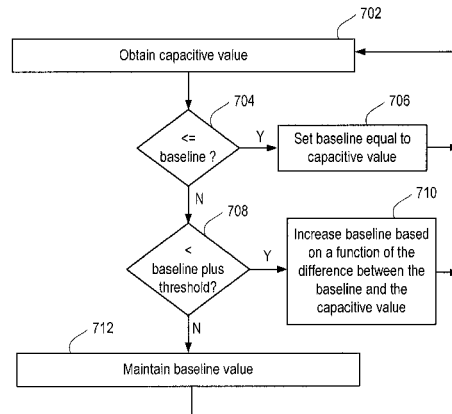 702
Obtain capacitive value
704
<=
baseline ?
Y
706
Set baseline equal to
capacitive value
N
708
<
baseline plus
threshold?
Y
710
Increase baseline based
on a function of the
difference between the
baseline and the
capacitive value
N
712
Maintain baseline value